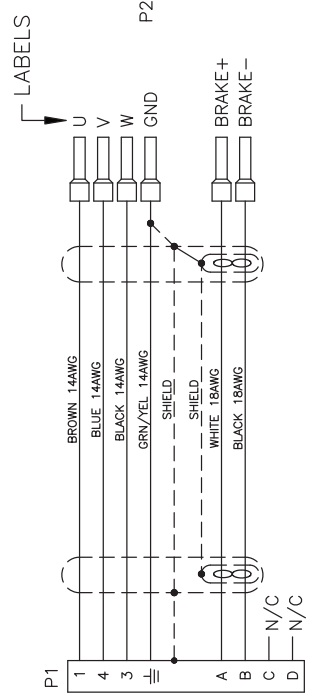 LABELS
P1
P2
1 BROWN 14AWG U
4 BLUE 14AWG V
3 BLACK 14AWG W
GRN/YEL 14AWG GND
SHIELD
SHIELD
A WHITE 18AWG BRAKE+
B BLACK 18AWG BRAKE-
C N/C
D N/C